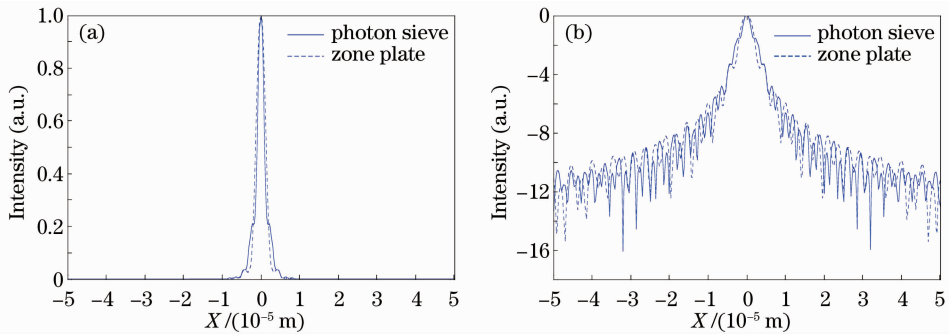 (a)
photon sieve
zone plate
Intensity (a.u.)
1.0
0.8
0.6
0.4
0.2
0
−5 −4 −3 −2 −1 0 1 2 3 4 5
X/(10⁻⁵ m)
(b)
photon sieve
zone plate
Intensity (a.u.)
0
−4
−8
−12
−16
−5 −4 −3 −2 −1 0 1 2 3 4 5
X/(10⁻⁵ m)